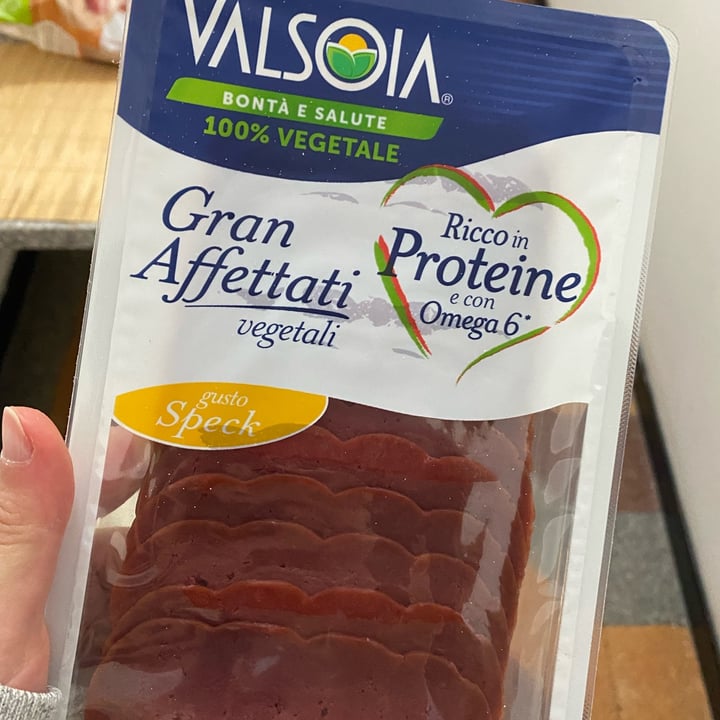 VALSOIA®
BONTÀ E SALUTE
100% VEGETALE
Gran
Affettati
vegetali
Ricco in
Proteine
e con
Omega 6*
gusto
Speck